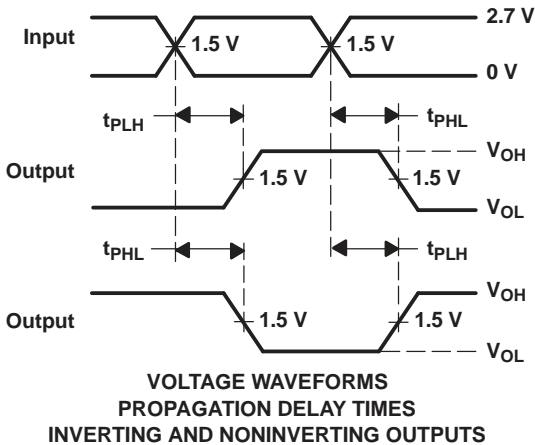 2.7 V
Input 1.5 V 1.5 V
0 V
tPLH tPHL
VOH
Output 1.5 V 1.5 V
VOL
tPHL tPLH
VOH
Output 1.5 V 1.5 V
VOL
VOLTAGE WAVEFORMS
PROPAGATION DELAY TIMES
INVERTING AND NONINVERTING OUTPUTS